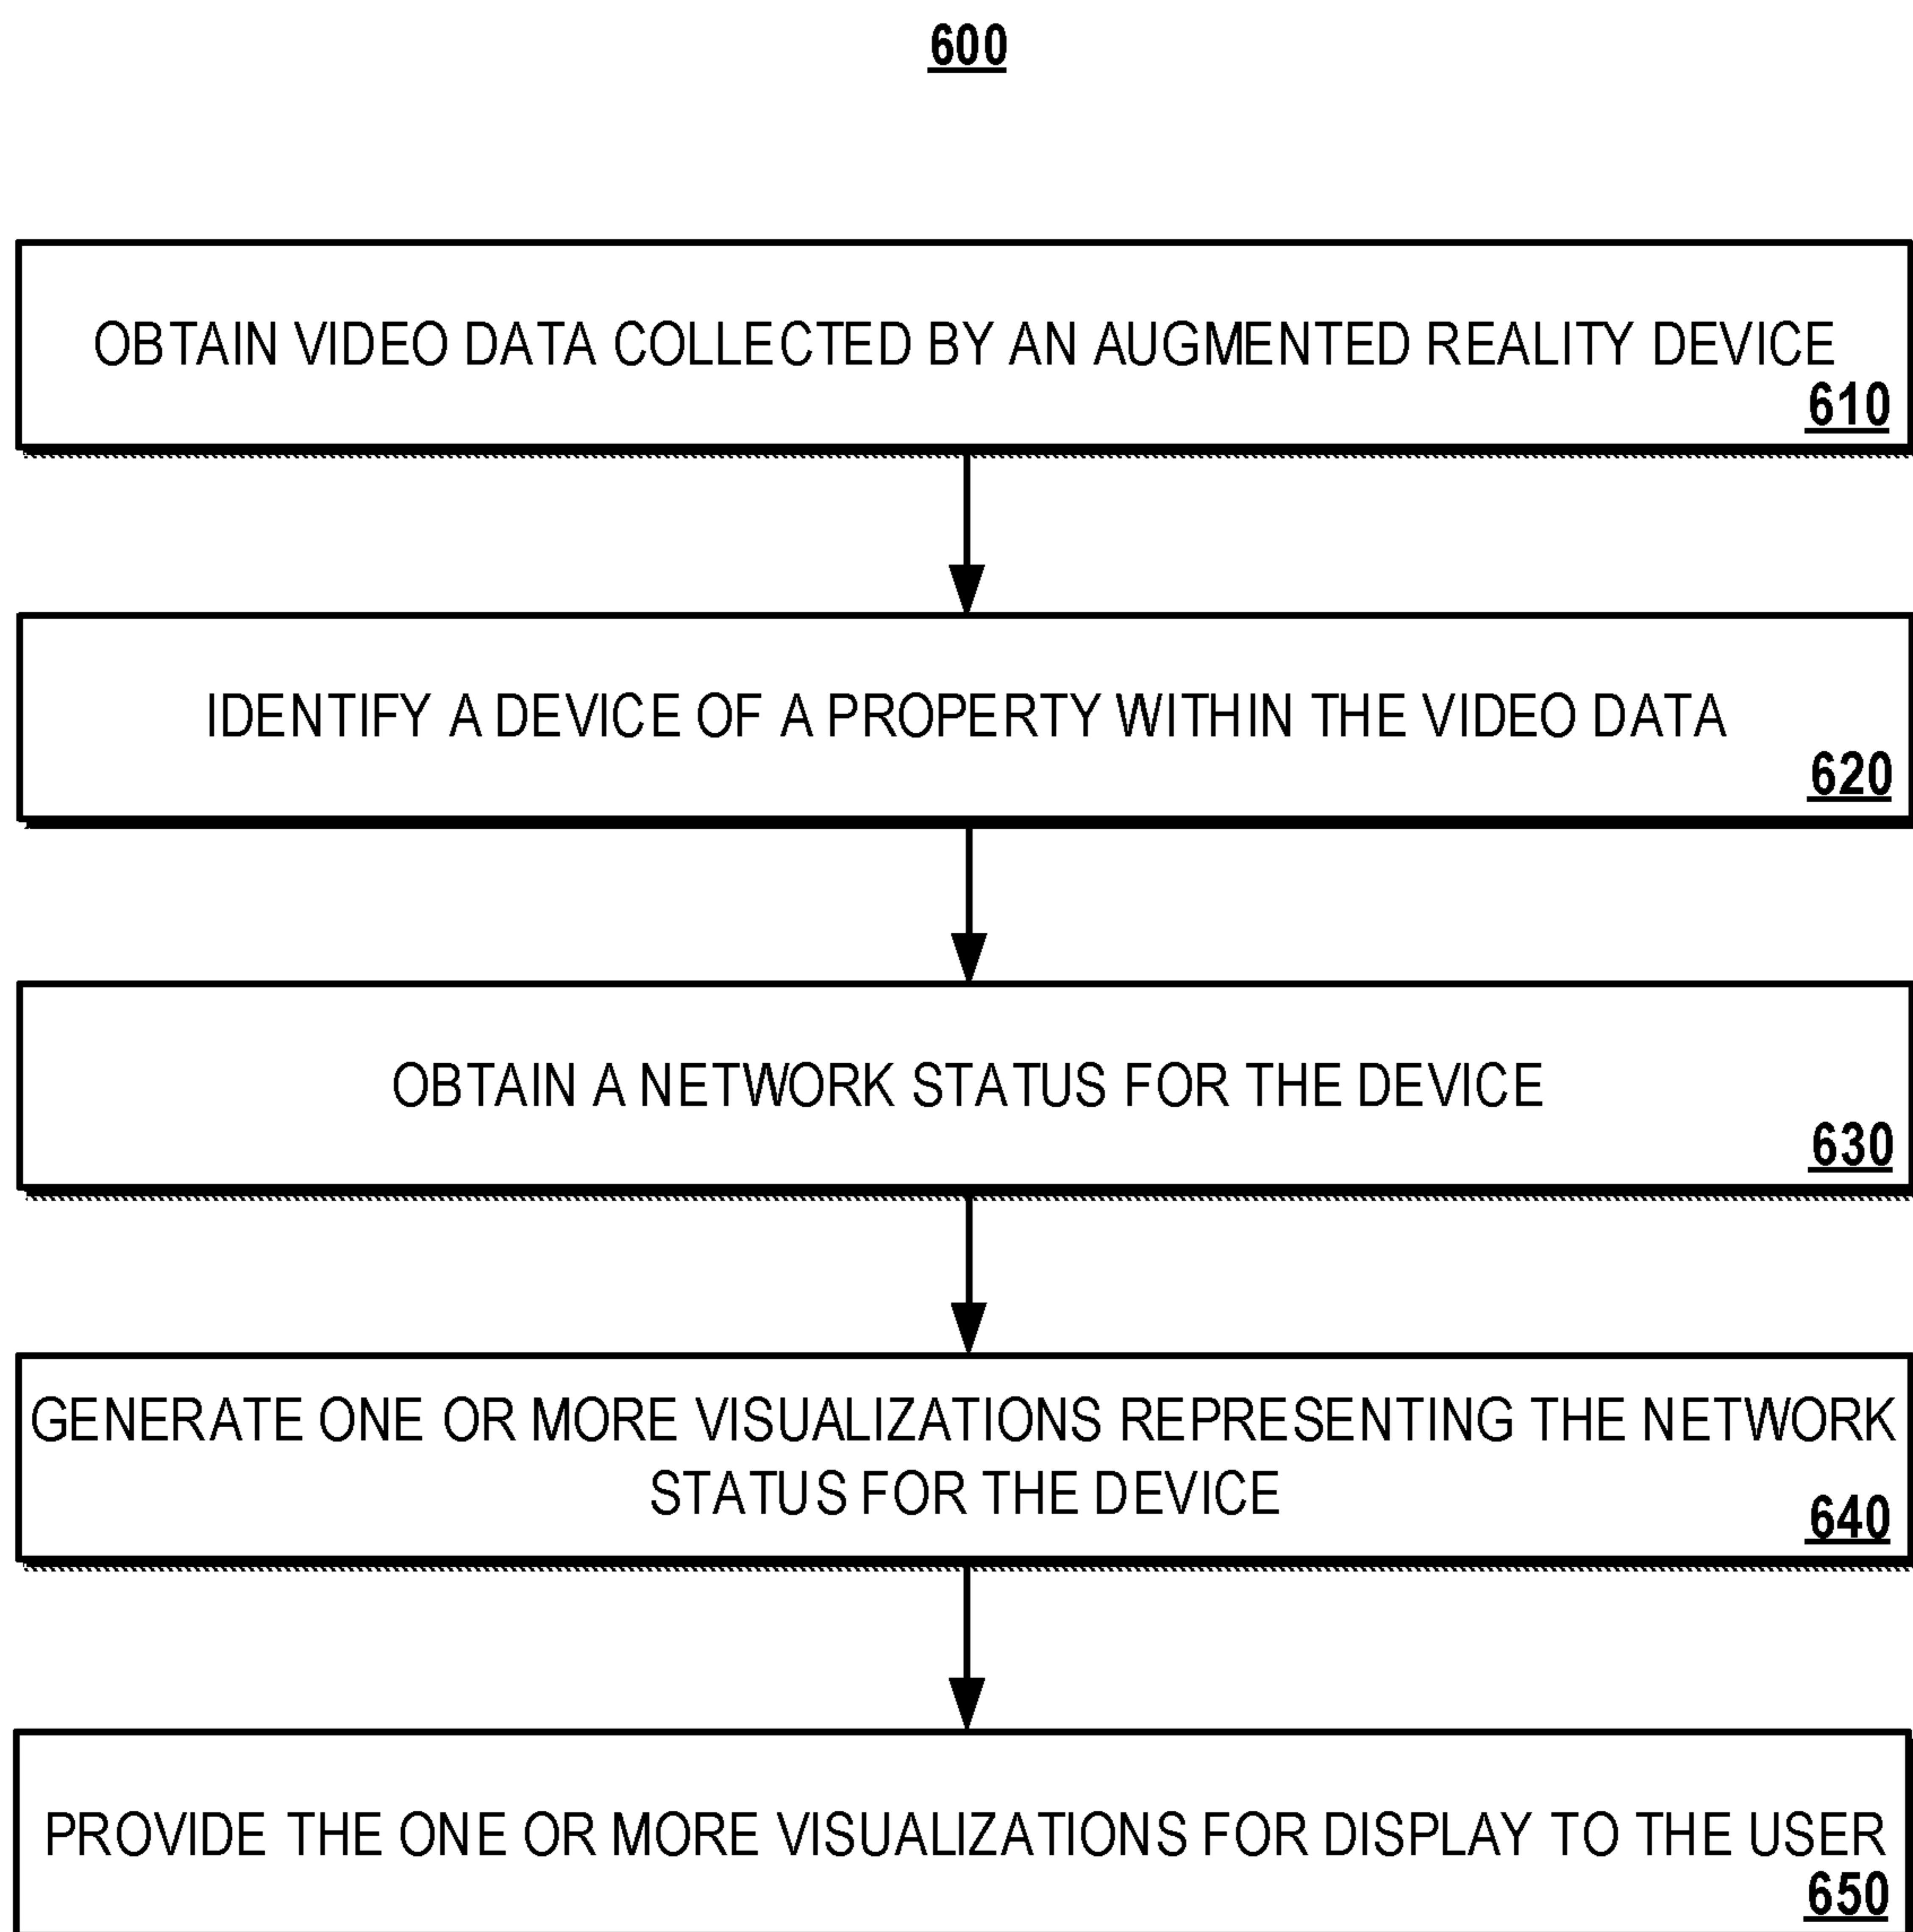 600
OBTAIN VIDEO DATA COLLECTED BY AN AUGMENTED REALITY DEVICE
610
IDENTIFY A DEVICE OF A PROPERTY WITHIN THE VIDEO DATA
620
OBTAIN A NETWORK STATUS FOR THE DEVICE
630
GENERATE ONE OR MORE VISUALIZATIONS REPRESENTING THE NETWORK
STATUS FOR THE DEVICE
640
PROVIDE THE ONE OR MORE VISUALIZATIONS FOR DISPLAY TO THE USER
650